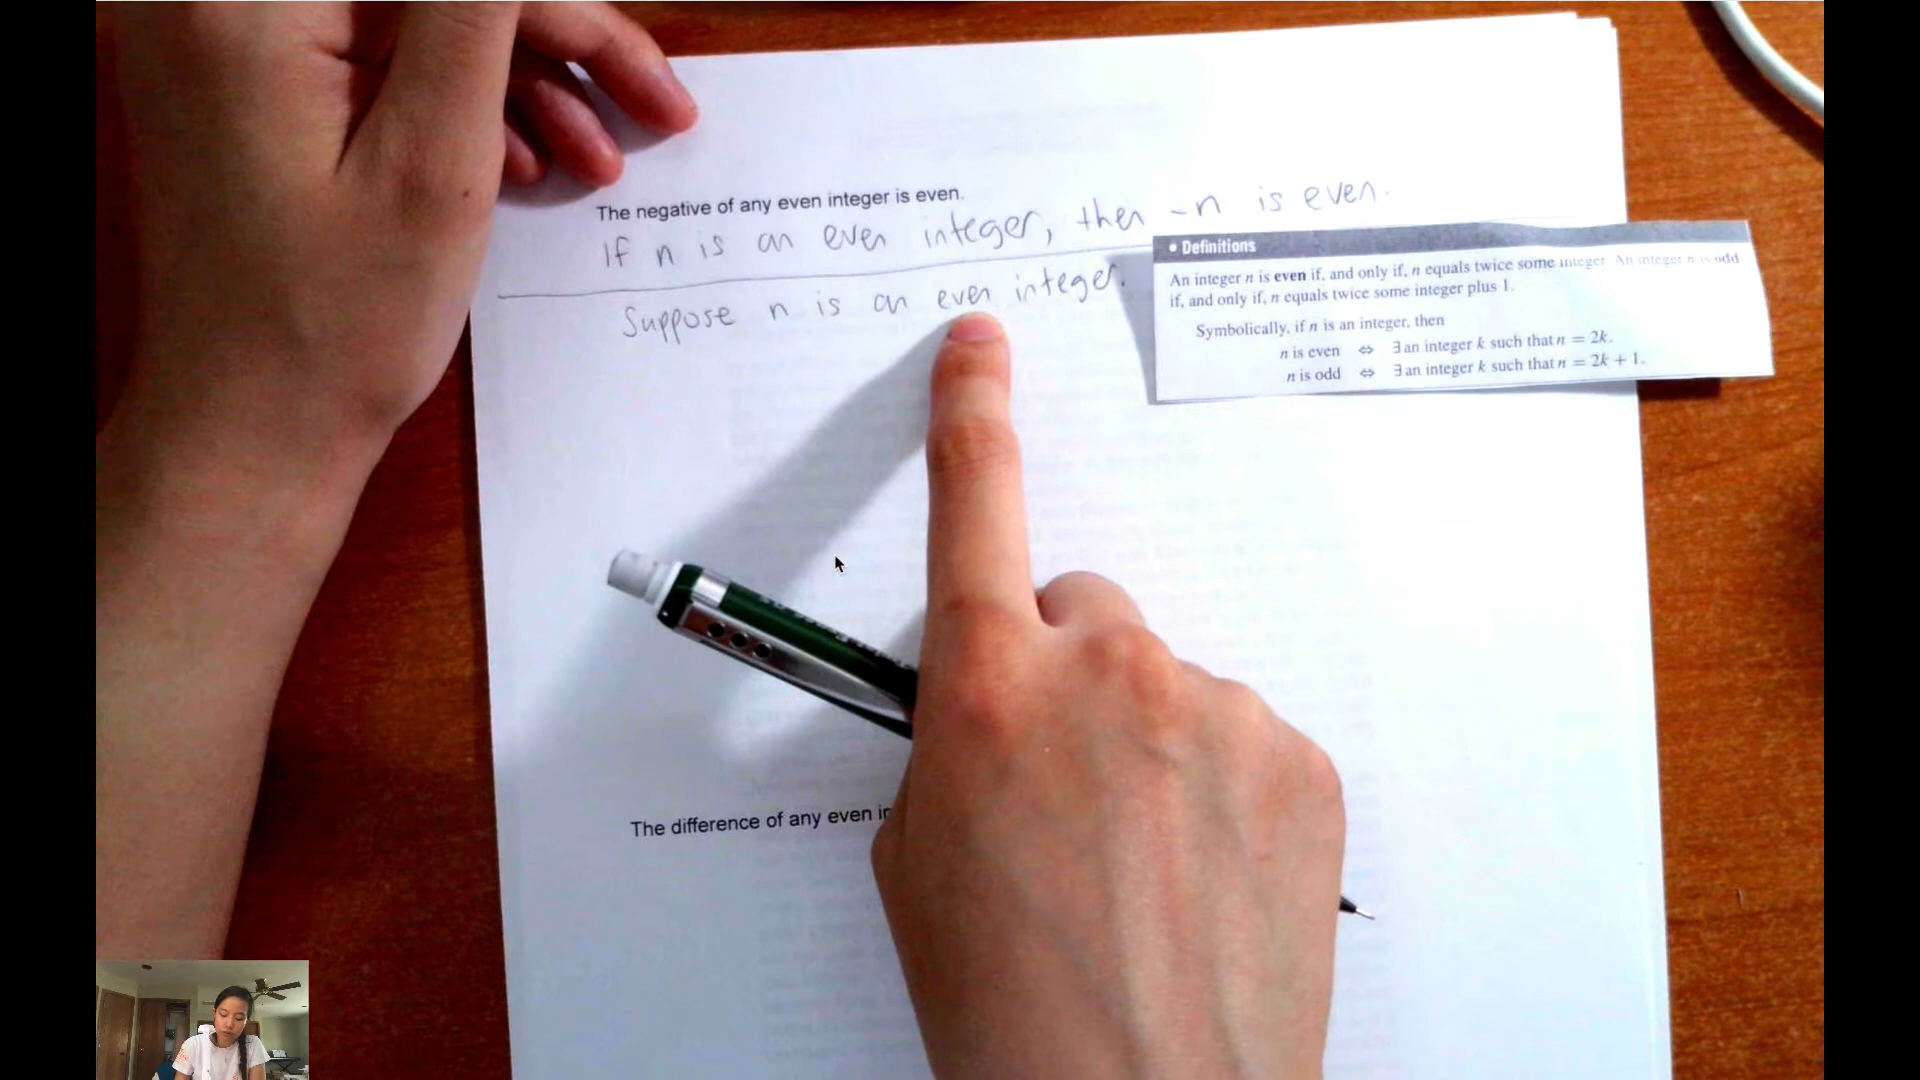 The negative of any even integer is even.
If n is an even integer, then -n is even.
Suppose n is an even integer.
• Definitions
An integer n is even if, and only if, n equals twice some integer. An integer n is odd
if, and only if, n equals twice some integer plus 1.
Symbolically, if n is an integer, then
n is even ⇔ ∃ an integer k such that n = 2k.
n is odd ⇔ ∃ an integer k such that n = 2k + 1.
The difference of any even